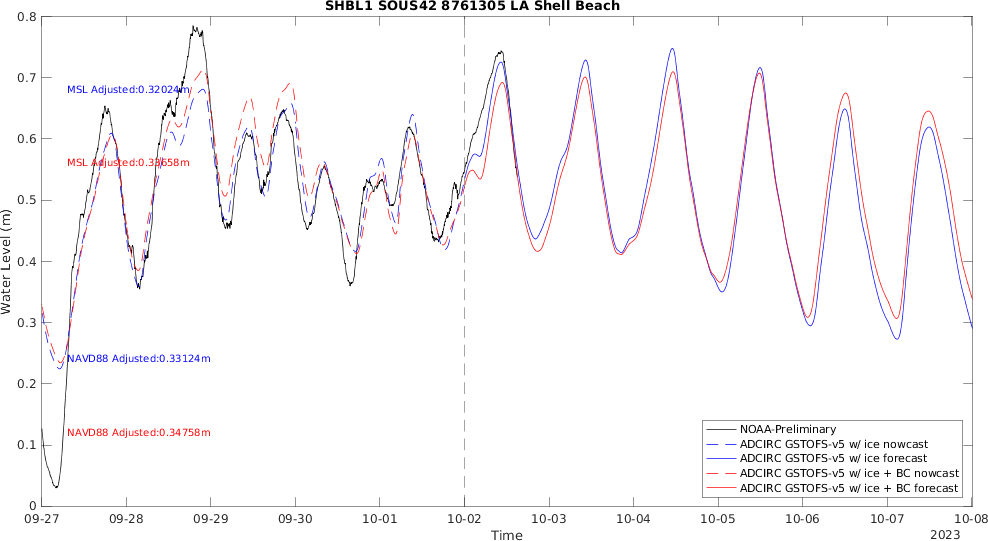 SHBL1 SOUS42 8761305 LA Shell Beach
Water Level (m)
0.8
0.7
0.6
0.5
0.4
0.3
0.2
0.1
0
MSL Adjusted:0.32024m
MSL Adjusted:0.33658m
NAVD88 Adjusted:0.33124m
NAVD88 Adjusted:0.34758m
NOAA-Preliminary
ADCIRC GSTOFS-v5 w/ ice nowcast
ADCIRC GSTOFS-v5 w/ ice forecast
ADCIRC GSTOFS-v5 w/ ice + BC nowcast
ADCIRC GSTOFS-v5 w/ ice + BC forecast
09-27 09-28 09-29 09-30 10-01 10-02 10-03 10-04 10-05 10-06 10-07 10-08
Time
2023